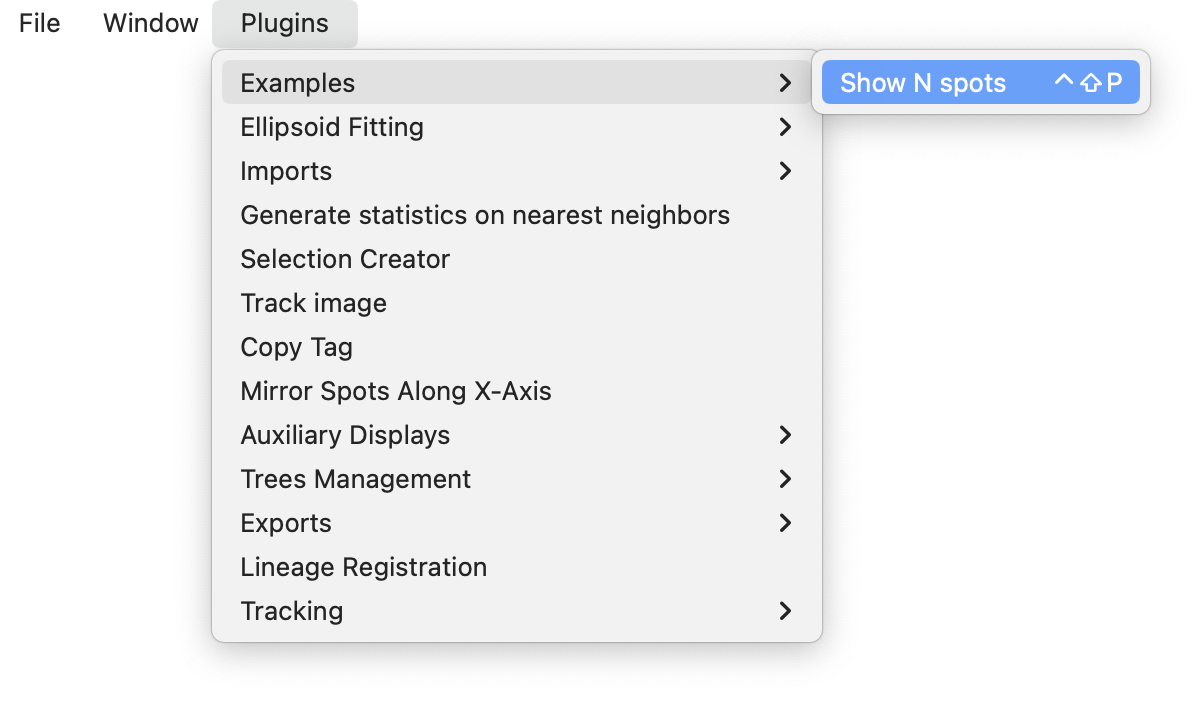 File Window Plugins
Examples
Show N spots ^⇧P
Ellipsoid Fitting
Imports
Generate statistics on nearest neighbors
Selection Creator
Track image
Copy Tag
Mirror Spots Along X-Axis
Auxiliary Displays
Trees Management
Exports
Lineage Registration
Tracking